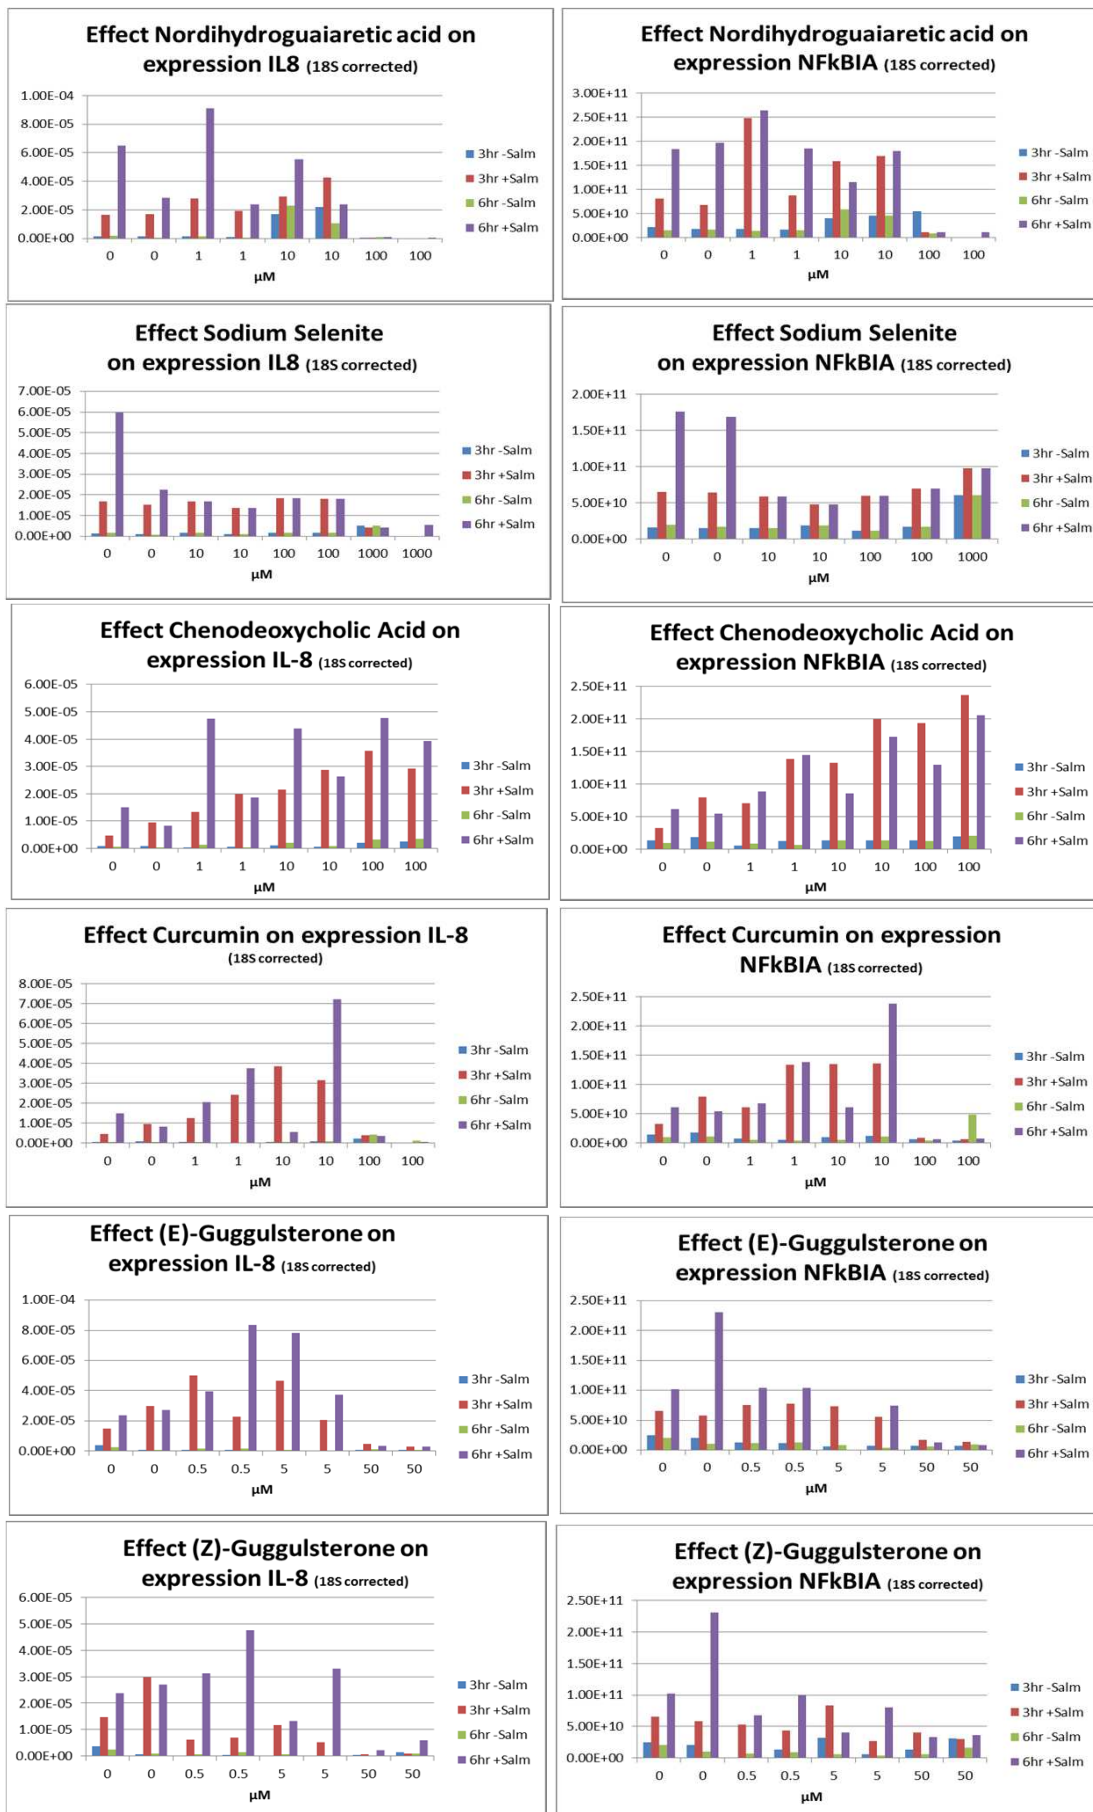 Effect Nordihydroguaiaretic acid on
expression IL8 (18S corrected)
1.00E-04
8.00E-05
6.00E-05
4.00E-05
2.00E-05
0.00E+00
0 0 1 1 10 10 100 100
µM
3hr -Salm
3hr +Salm
6hr -Salm
6hr +Salm
Effect Nordihydroguaiaretic acid on
expression NFkBIA (18S corrected)
3.00E+11
2.50E+11
2.00E+11
1.50E+11
1.00E+11
5.00E+10
0.00E+00
0 0 1 1 10 10 100 100
µM
3hr -Salm
3hr +Salm
6hr -Salm
6hr +Salm
Effect Sodium Selenite
on expression IL8 (18S corrected)
7.00E-05
6.00E-05
5.00E-05
4.00E-05
3.00E-05
2.00E-05
1.00E-05
0.00E+00
0 0 10 10 100 100 1000 1000
µM
3hr -Salm
3hr +Salm
6hr -Salm
6hr +Salm
Effect Sodium Selenite
on expression NFkBIA (18S corrected)
2.00E+11
1.50E+11
1.00E+11
5.00E+10
0.00E+00
0 0 10 10 100 100 1000
µM
3hr -Salm
3hr +Salm
6hr -Salm
6hr +Salm
Effect Chenodeoxycholic Acid on
expression IL-8 (18S corrected)
6.00E-05
5.00E-05
4.00E-05
3.00E-05
2.00E-05
1.00E-05
0.00E+00
0 0 1 1 10 10 100 100
µM
3hr -Salm
3hr +Salm
6hr -Salm
6hr +Salm
Effect Chenodeoxycholic Acid on
expression NFkBIA (18S corrected)
2.50E+11
2.00E+11
1.50E+11
1.00E+11
5.00E+10
0.00E+00
0 0 1 1 10 10 100 100
µM
3hr -Salm
3hr +Salm
6hr -Salm
6hr +Salm
Effect Curcumin on expression IL-8
(18S corrected)
8.00E-05
7.00E-05
6.00E-05
5.00E-05
4.00E-05
3.00E-05
2.00E-05
1.00E-05
0.00E+00
0 0 1 1 10 10 100 100
µM
3hr -Salm
3hr +Salm
6hr -Salm
6hr +Salm
Effect Curcumin on expression
NFkBIA (18S corrected)
2.50E+11
2.00E+11
1.50E+11
1.00E+11
5.00E+10
0.00E+00
0 0 1 1 10 10 100 100
µM
3hr -Salm
3hr +Salm
6hr -Salm
6hr +Salm
Effect (E)-Guggulsterone on
expression IL-8 (18S corrected)
1.00E-04
8.00E-05
6.00E-05
4.00E-05
2.00E-05
0.00E+00
0 0 0.5 0.5 5 5 50 50
µM
3hr -Salm
3hr +Salm
6hr -Salm
6hr +Salm
Effect (E)-Guggulsterone on
expression NFkBIA (18S corrected)
2.50E+11
2.00E+11
1.50E+11
1.00E+11
5.00E+10
0.00E+00
0 0 0.5 0.5 5 5 50 50
µM
3hr -Salm
3hr +Salm
6hr -Salm
6hr +Salm
Effect (Z)-Guggulsterone on
expression IL-8 (18S corrected)
6.00E-05
5.00E-05
4.00E-05
3.00E-05
2.00E-05
1.00E-05
0.00E+00
0 0 0.5 0.5 5 5 50 50
µM
3hr -Salm
3hr +Salm
6hr -Salm
6hr +Salm
Effect (Z)-Guggulsterone on
expression NFkBIA (18S corrected)
2.50E+11
2.00E+11
1.50E+11
1.00E+11
5.00E+10
0.00E+00
0 0 0.5 0.5 5 5 50 50
µM
3hr -Salm
3hr +Salm
6hr -Salm
6hr +Salm